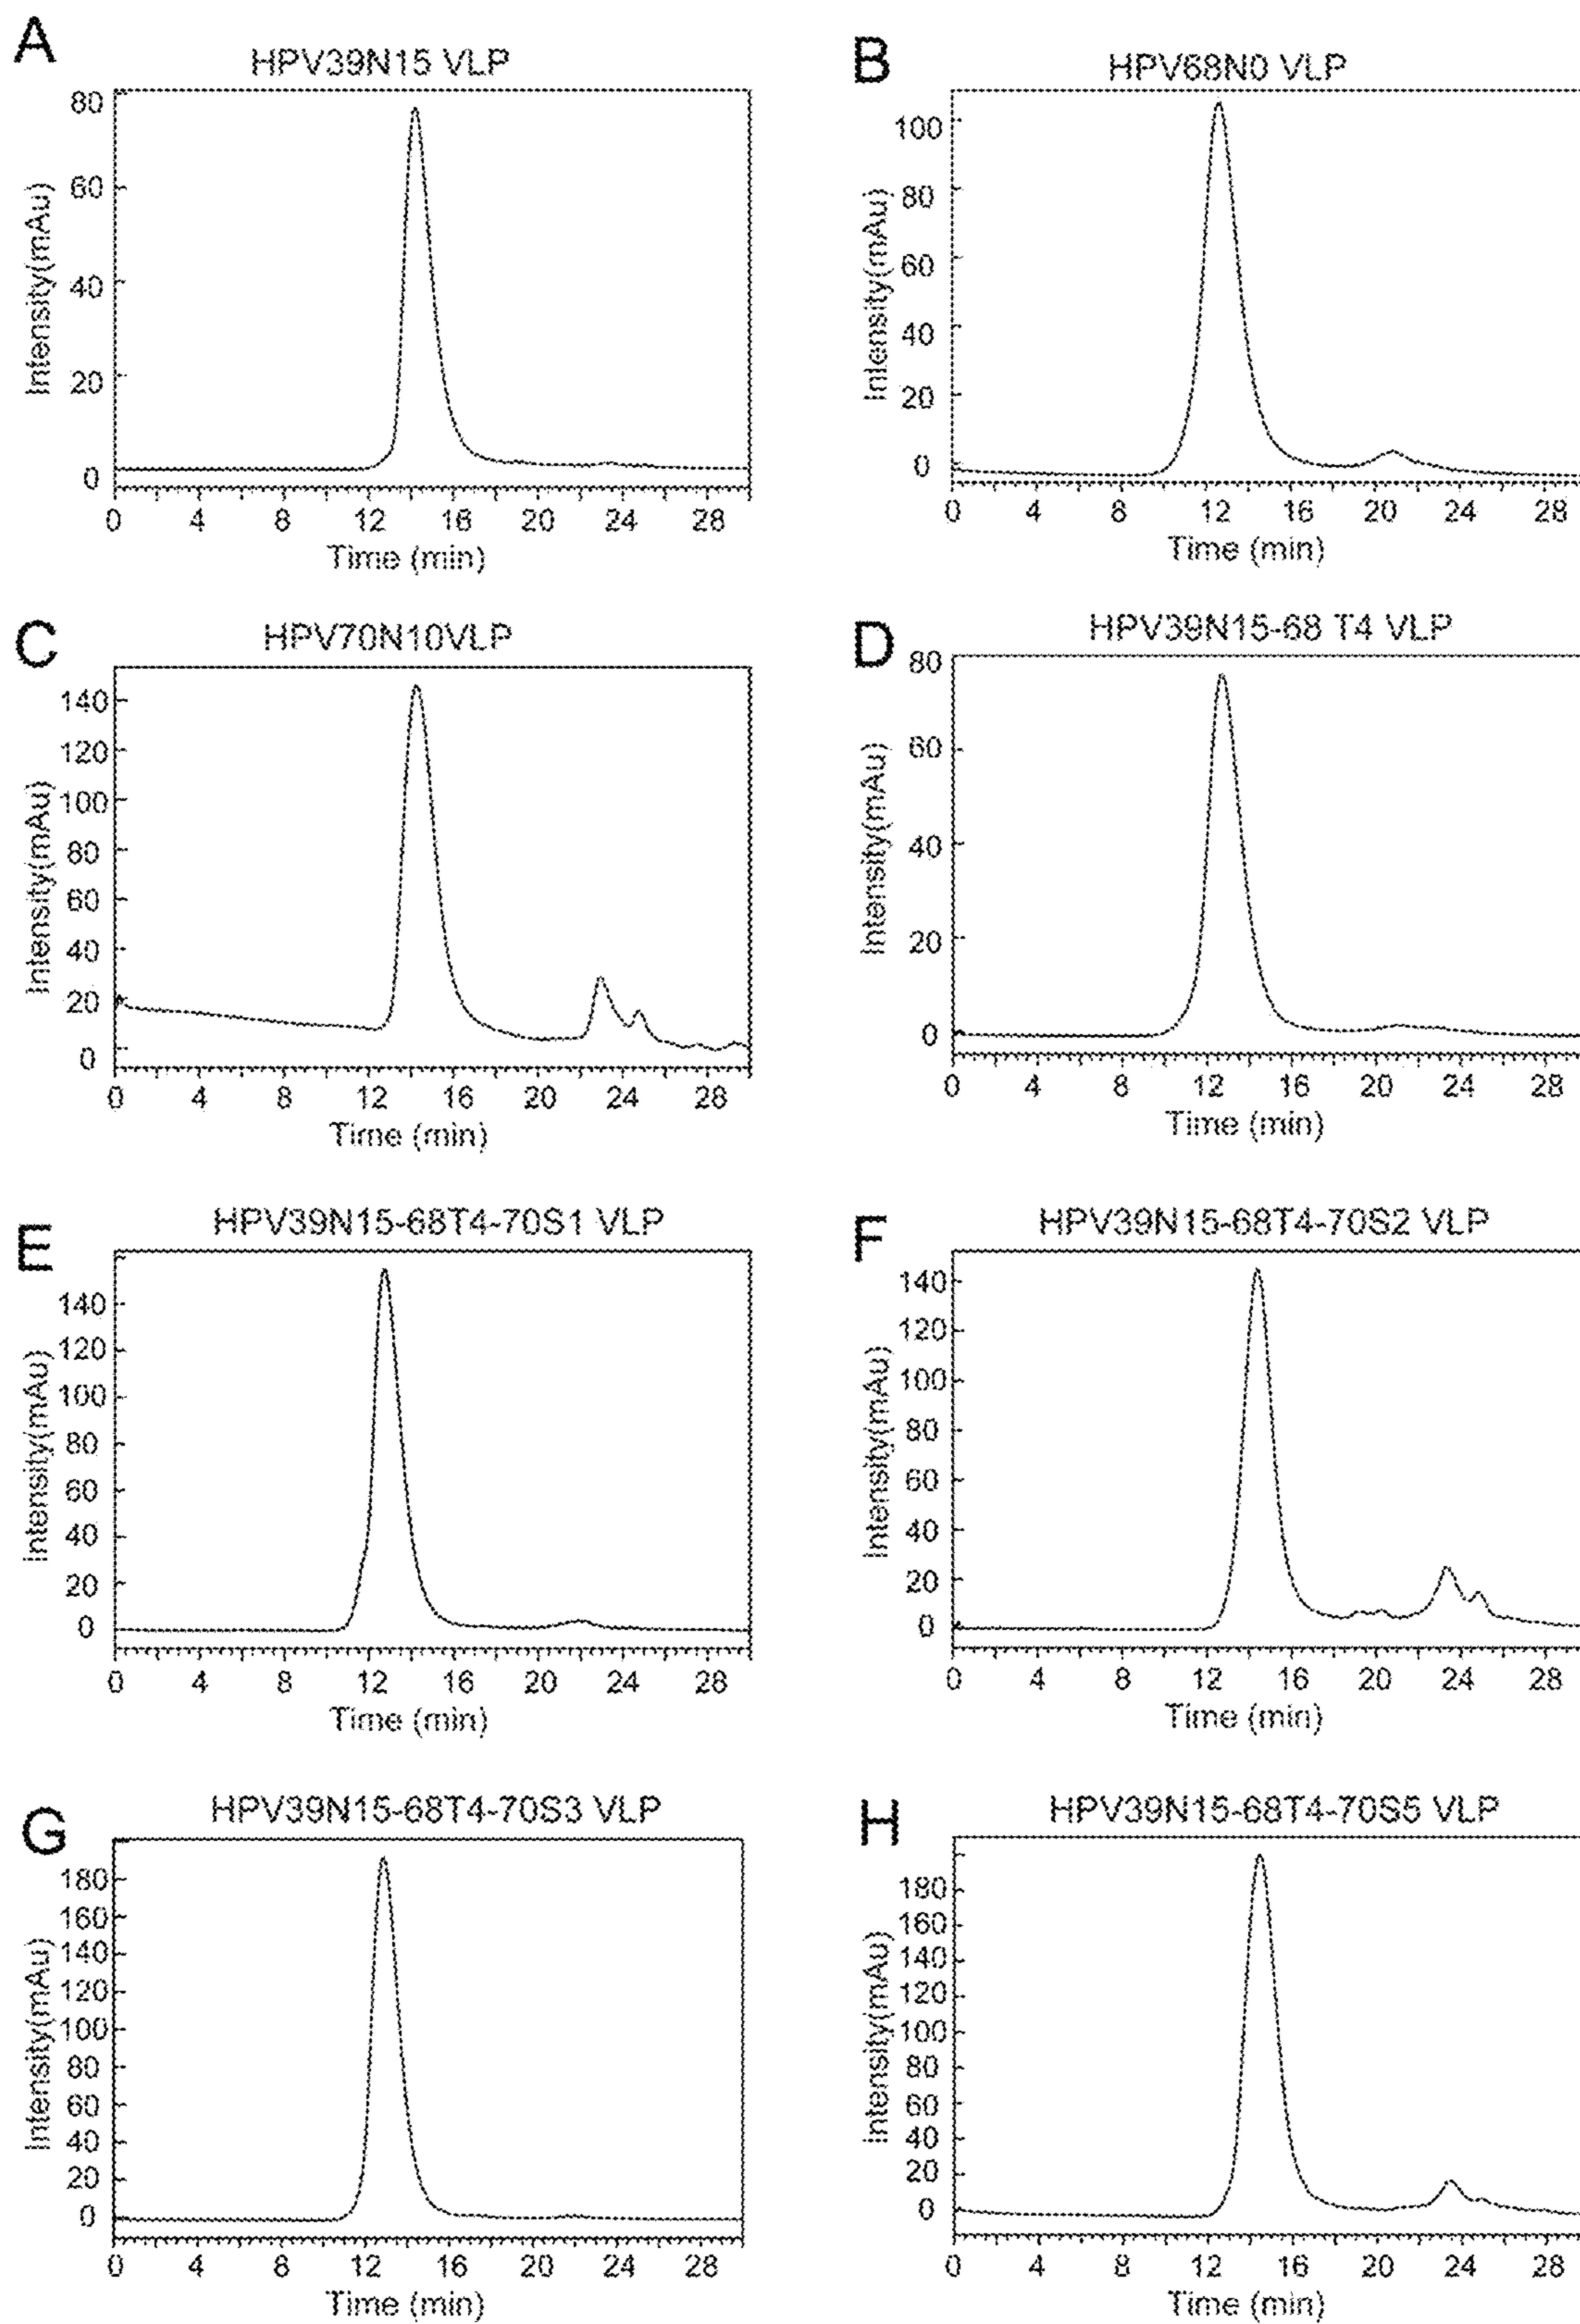 A
HPV39N15 VLP
80
60
40
20
0
Intensity(mAu)
0 4 8 12 16 20 24 28
Time (min)
B
HPV68N0 VLP
100
80
60
40
20
0
Intensity(mAu)
0 4 8 12 16 20 24 28
Time (min)
C
HPV70N10VLP
140
120
100
80
60
40
20
0
Intensity(mAu)
0 4 8 12 16 20 24 28
Time (min)
D
HPV39N15-68 T4 VLP
80
60
40
20
0
Intensity(mAu)
0 4 8 12 16 20 24 28
Time (min)
E
HPV39N15-68T4-70S1 VLP
140
120
100
80
60
40
20
0
Intensity(mAu)
0 4 8 12 16 20 24 28
Time (min)
F
HPV39N15-68T4-70S2 VLP
140
120
100
80
60
40
20
0
Intensity(mAu)
0 4 8 12 16 20 24 28
Time (min)
G
HPV39N15-68T4-70S3 VLP
180
160
140
120
100
80
60
40
20
0
Intensity(mAu)
0 4 8 12 16 20 24 28
Time (min)
H
HPV39N15-68T4-70S5 VLP
180
160
140
120
100
80
60
40
20
0
Intensity(mAu)
0 4 8 12 16 20 24 28
Time (min)